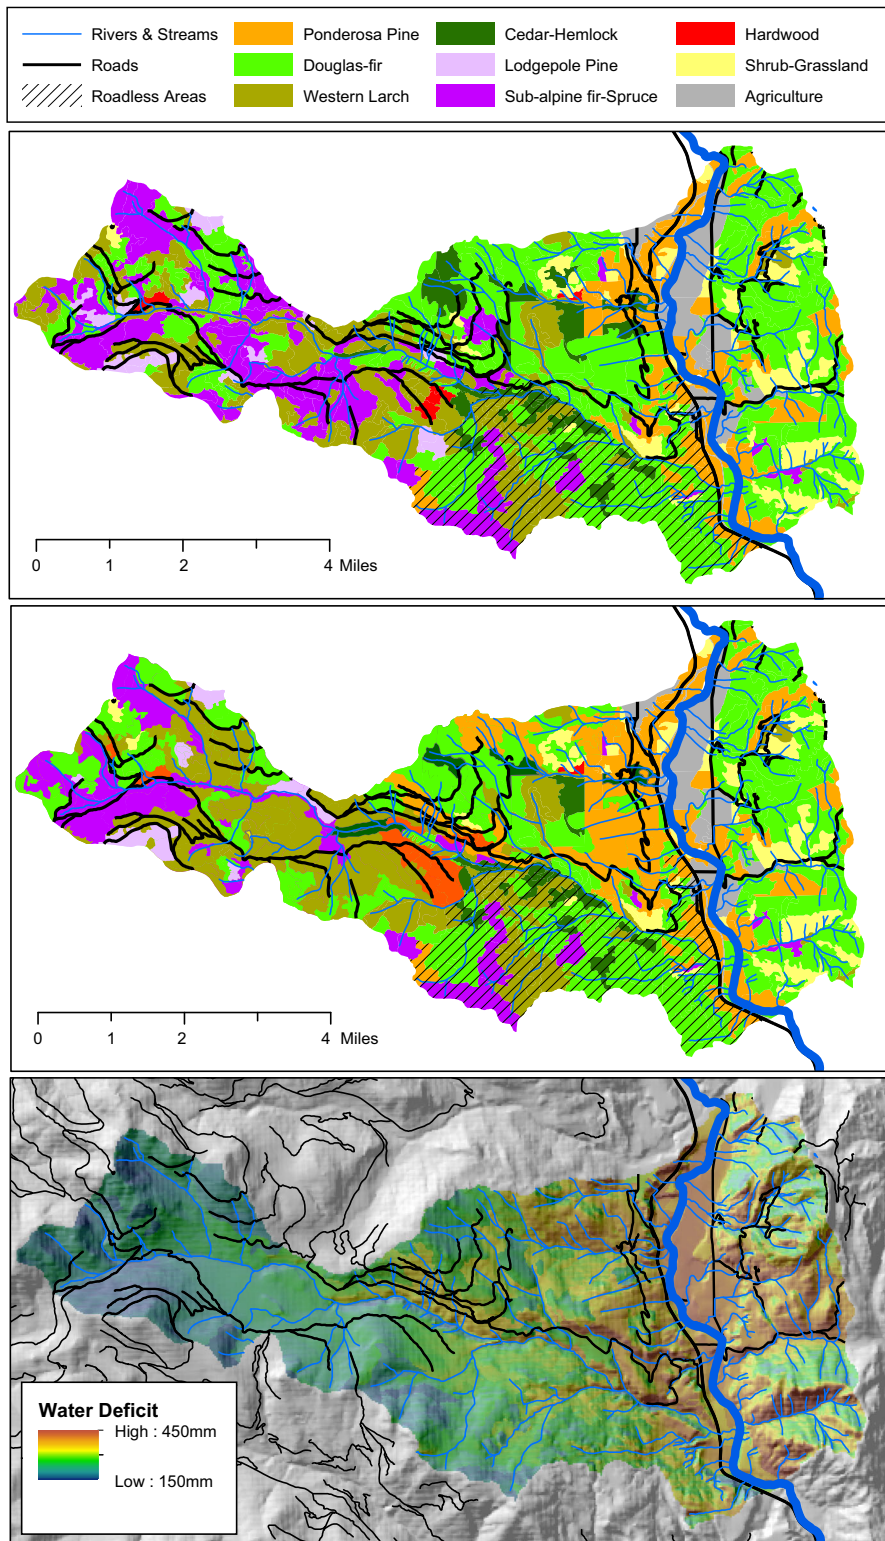 Rivers & Streams Ponderosa Pine Cedar-Hemlock Hardwood
Roads Douglas-fir Lodgepole Pine Shrub-Grassland
Roadless Areas Western Larch Sub-alpine fir-Spruce Agriculture
0 1 2 4 Miles
0 1 2 4 Miles
Water Deficit
High : 450mm
Low : 150mm